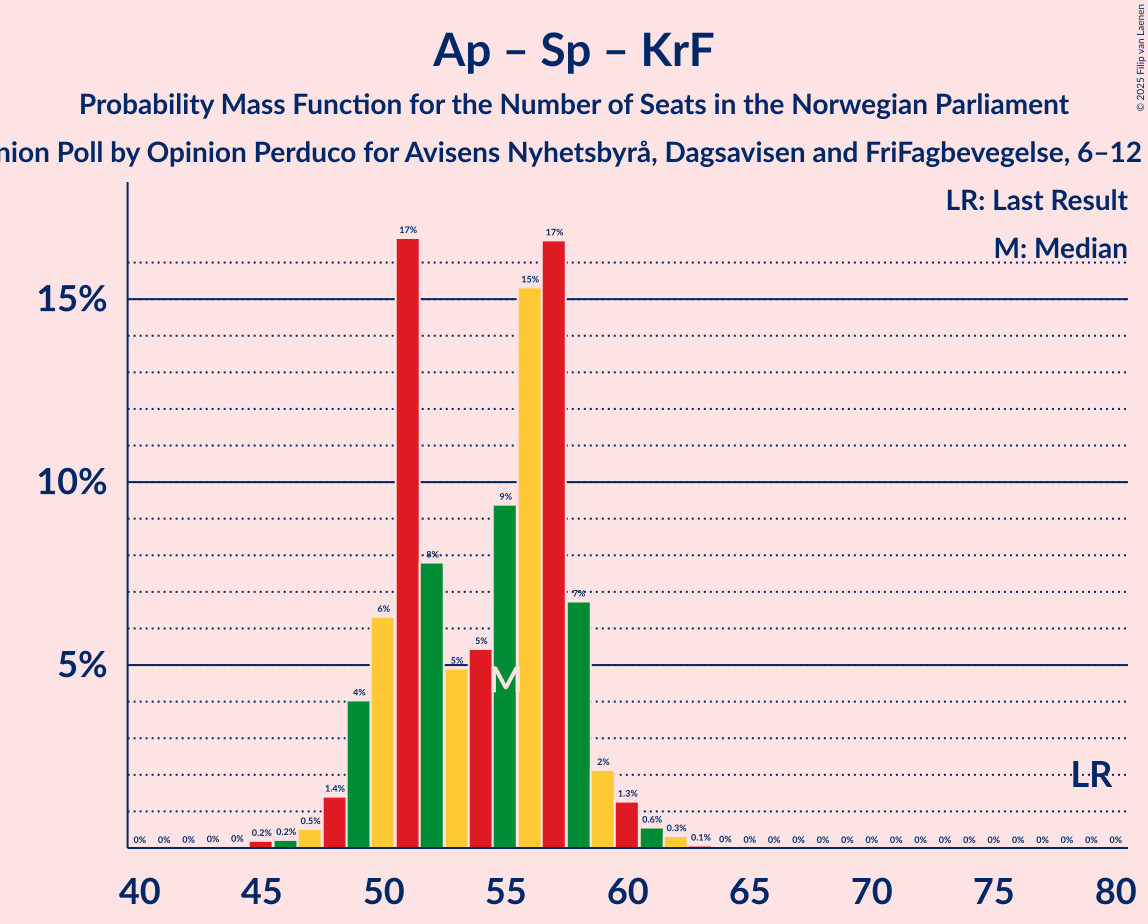 Ap – Sp – KrF
Probability Mass Function for the Number of Seats in the Norwegian Parliament
Poll by Opinion Perduco for Avisens Nyhetsbyrå, Dagsavisen and FriFagbevegelse, 6–12
© 2025 Filip van Laenen
LR: Last Result
M: Median
15%
10%
5%
0% 0% 0% 0% 0% 0.2% 0.2% 0.5% 1.4% 4% 6% 17% 8% 5% 5% 9% 15% 17% 7% 2% 1.3% 0.6% 0.3% 0.1% 0% 0% 0% 0% 0% 0% 0% 0% 0% 0% 0% 0% 0% 0% 0% 0% 0%
M
LR
40 45 50 55 60 65 70 75 80